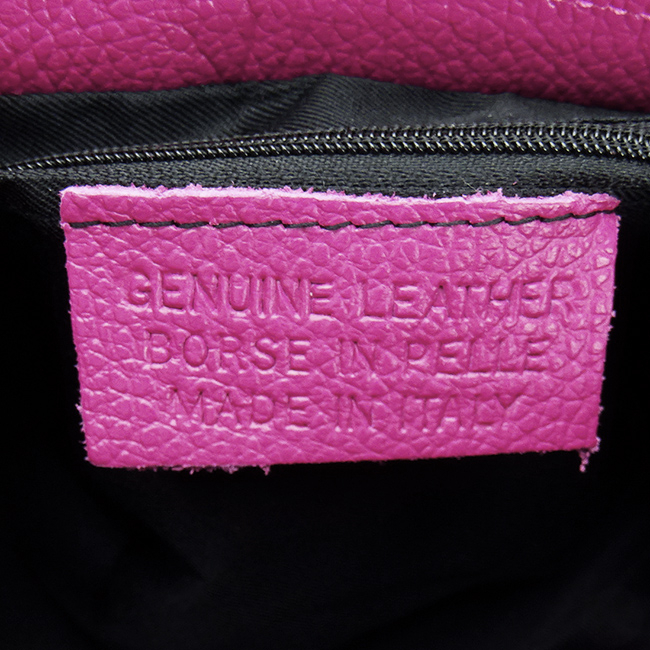 GENUINE LEATHER
BORSE IN PELLE
MADE IN ITALY